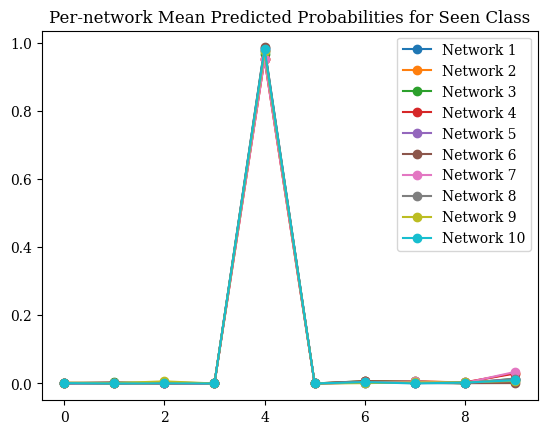 Per-network Mean Predicted Probabilities for Seen Class
1.0
0.8
0.6
0.4
0.2
0.0
0 2 4 6 8
Network 1
Network 2
Network 3
Network 4
Network 5
Network 6
Network 7
Network 8
Network 9
Network 10